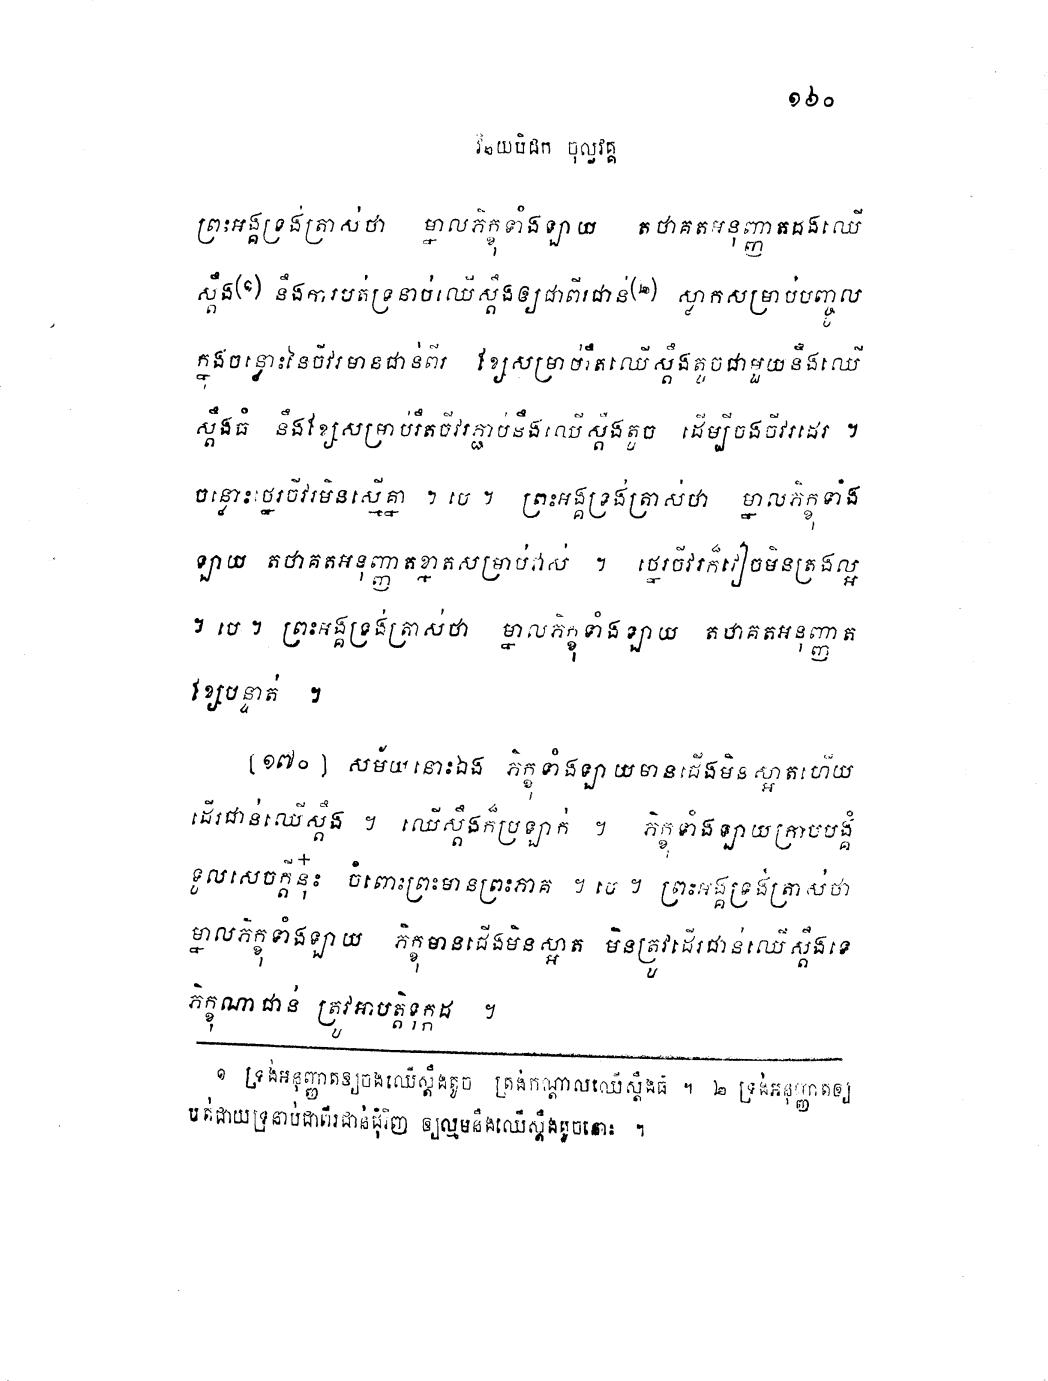 ១៦០
វិនយបិដក ចុល្លវគ្គ
ព្រះអង្គទ្រង់ត្រាស់ថា ម្នាលភិក្ខុទាំងឡាយ តថាគតអនុញ្ញាតដងឈើ
ស្តឹង(១) នឹងការបត់ទ្រនាប់ឈើស្តឹងឲ្យជាពីរជាន់(២) ស្លាកសម្រាប់បញ្ចូល
ក្នុងចន្លោះនៃចីវរមានជាន់ពីរ ខ្សែសម្រាប់រឹតឈើស្តឹងតូចជាមួយនឹងឈើ
ស្តឹងធំ នឹងខ្សែសម្រាប់រឹតចីវរភ្ជាប់នឹងឈើស្តឹងតូច ដើម្បីចងចីវរដេរ ។
ចន្លោះថ្នេរចីវរមិនស្មើគ្នា ។ បេ ។ ព្រះអង្គទ្រង់ត្រាស់ថា ម្នាលភិក្ខុទាំង
ឡាយ តថាគតអនុញ្ញាតខ្នាតសម្រាប់វាស់ ។ ថ្នេរចីវរក៏វៀចមិនត្រង់ល្អ
។ បេ ។ ព្រះអង្គទ្រង់ត្រាស់ថា ម្នាលភិក្ខុទាំងឡាយ តថាគតអនុញ្ញាត
ខ្សែបន្ទាត់ ។
(១៧០) សម័យនោះឯង ភិក្ខុទាំងឡាយមានជើងមិនស្អាតហើយ
ដើរជាន់ឈើស្តឹង ។ ឈើស្តឹងក៏ប្រឡាក់ ។ ភិក្ខុទាំងឡាយក្រាបបង្គំ
ទូលសេចក្តីនុ៎ះ ចំពោះព្រះមានព្រះភាគ ។ បេ ។ ព្រះអង្គទ្រង់ត្រាស់ថា
ម្នាលភិក្ខុទាំងឡាយ ភិក្ខុមានជើងមិនស្អាត មិនត្រូវដើរជាន់ឈើស្តឹងទេ
ភិក្ខុណាជាន់ ត្រូវអាបត្តិទុក្កដ ។
១ ទ្រង់អនុញ្ញាតឲ្យចងឈើស្តឹងតូច ត្រង់កណ្តាលឈើស្តឹងធំ ។ ២ ទ្រង់អនុញ្ញាតឲ្យ
បត់ជាយទ្រនាប់ជាពីរជាន់ជុំវិញ ឲ្យល្មមនឹងឈើស្តឹងតូចនោះ ។